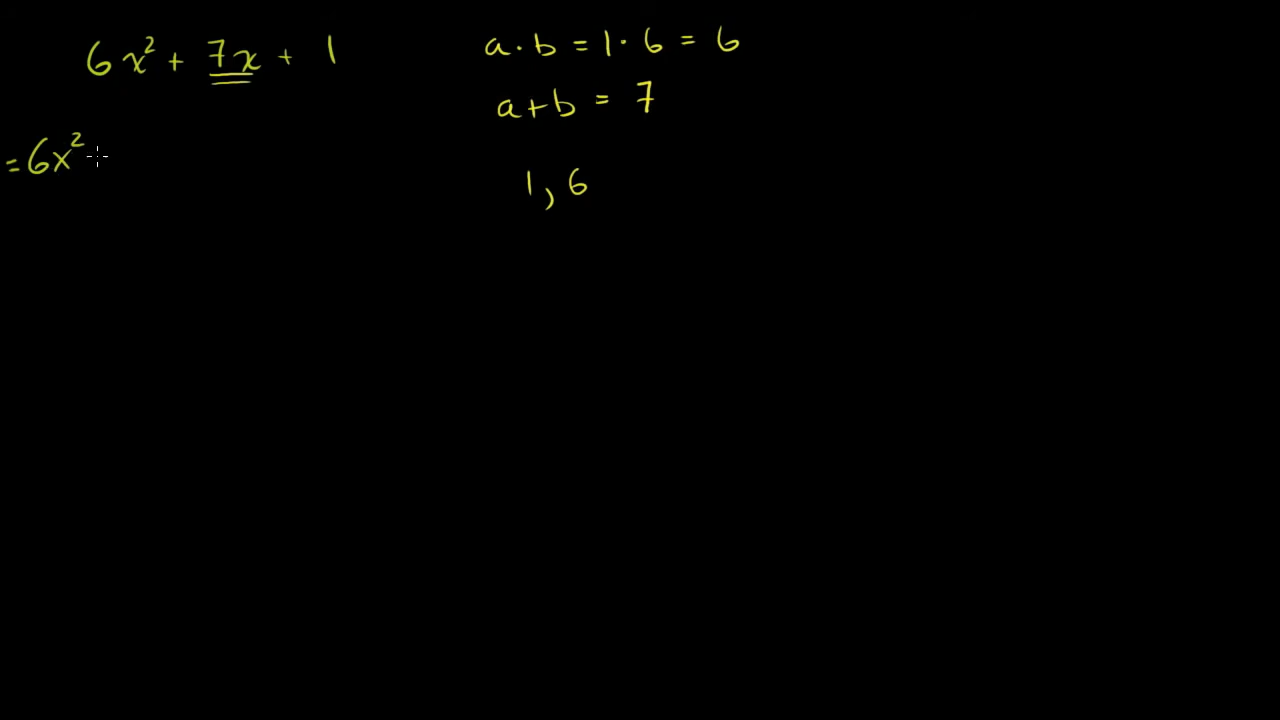 6x² + 7x + 1
a · b = 1 · 6 = 6
a + b = 7
= 6x²
1, 6